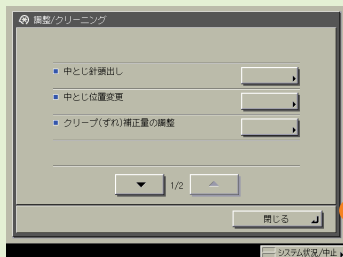 調整/クリーニング
中とじ針頭出し
中とじ位置変更
クリープ(ずれ)補正量の調整
1/2
閉じる
システム状況/中止